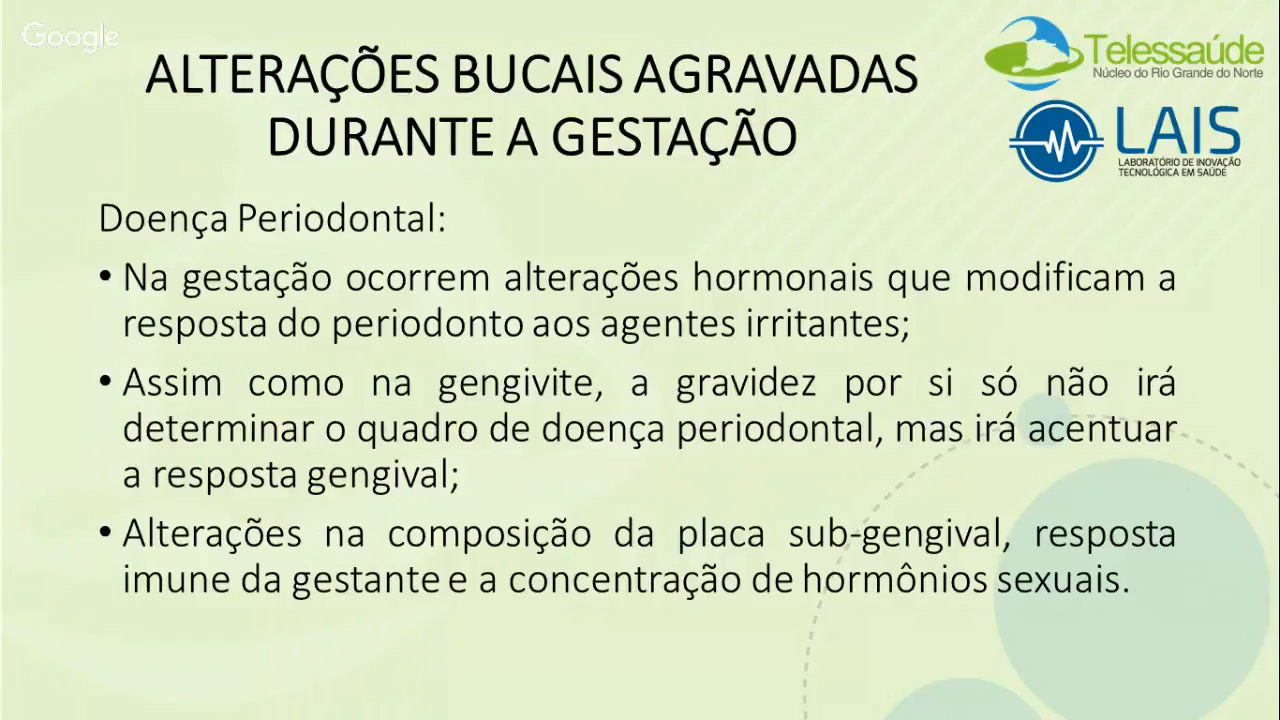 Google
ALTERAÇÕES BUCAIS AGRAVADAS
DURANTE A GESTAÇÃO
Telessaúde
Núcleo do Rio Grande do Norte
LAIS
LABORATÓRIO DE INOVAÇÃO
TECNOLÓGICA EM SAÚDE
Doença Periodontal:
• Na gestação ocorrem alterações hormonais que modificam a
resposta do periodonto aos agentes irritantes;
• Assim como na gengivite, a gravidez por si só não irá
determinar o quadro de doença periodontal, mas irá acentuar
a resposta gengival;
• Alterações na composição da placa sub-gengival, resposta
imune da gestante e a concentração de hormônios sexuais.